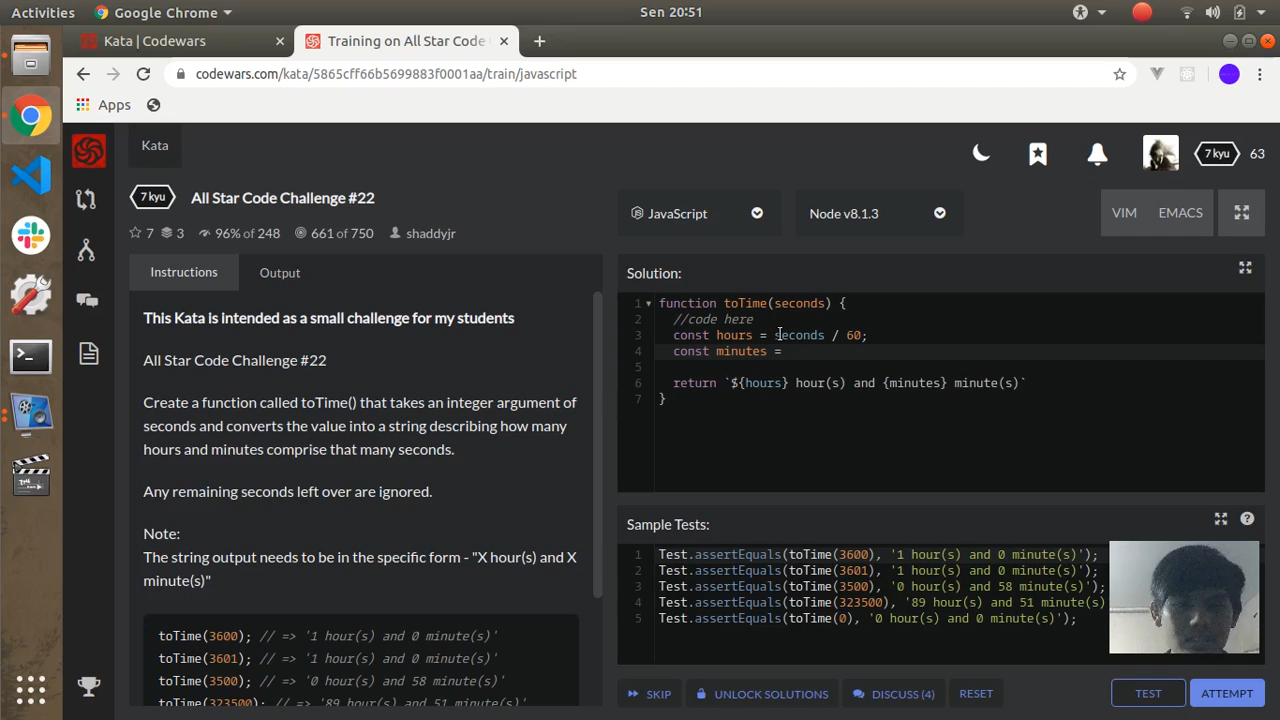 Activities
Google Chrome
Sen 20:51
Kata | Codewars
Training on All Star Code
codewars.com/kata/5865cff66b5699883f0001aa/train/javascript
Apps
Kata
7 kyu
63
7 kyu
All Star Code Challenge #22
7
3
96% of 248
661 of 750
shaddyjr
JavaScript
Node v8.1.3
VIM
EMACS
Instructions
Output
This Kata is intended as a small challenge for my students
All Star Code Challenge #22
Create a function called toTime() that takes an integer argument of
seconds and converts the value into a string describing how many
hours and minutes comprise that many seconds.
Any remaining seconds left over are ignored.
Note:
The string output needs to be in the specific form - "X hour(s) and X
minute(s)"
toTime(3600); // => '1 hour(s) and 0 minute(s)'
toTime(3601); // => '1 hour(s) and 0 minute(s)'
toTime(3500); // => '0 hour(s) and 58 minute(s)'
toTime(323500); // => '89 hour(s) and 51 minute(s)'
Solution:
1 function toTime(seconds) {
2 //code here
3 const hours = seconds / 60;
4 const minutes =
5
6 return `${hours} hour(s) and {minutes} minute(s)`
7 }
Sample Tests:
1 Test.assertEquals(toTime(3600), '1 hour(s) and 0 minute(s)');
2 Test.assertEquals(toTime(3601), '1 hour(s) and 0 minute(s)');
3 Test.assertEquals(toTime(3500), '0 hour(s) and 58 minute(s)');
4 Test.assertEquals(toTime(323500), '89 hour(s) and 51 minute(s)
5 Test.assertEquals(toTime(0), '0 hour(s) and 0 minute(s)');
SKIP
UNLOCK SOLUTIONS
DISCUSS (4)
RESET
TEST
ATTEMPT